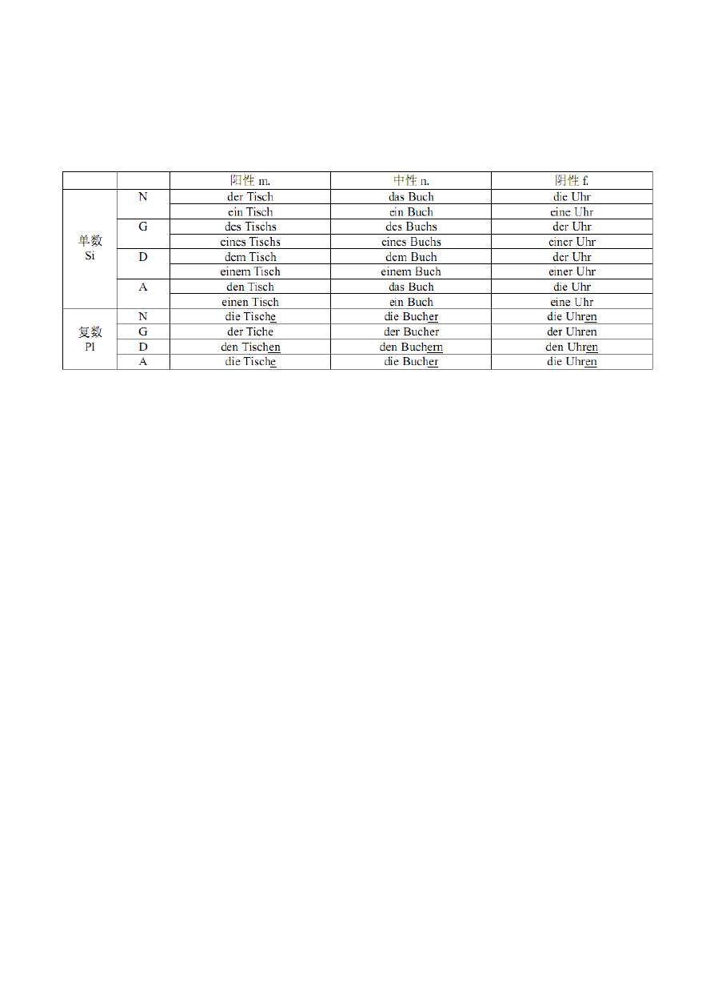 阳性 m. 中性 n. 阴性 f.
N der Tisch das Buch die Uhr
ein Tisch ein Buch eine Uhr
G des Tischs des Buchs der Uhr
单数 eines Tischs eines Buchs einer Uhr
Si D dem Tisch dem Buch der Uhr
einem Tisch einem Buch einer Uhr
A den Tisch das Buch die Uhr
einen Tisch ein Buch eine Uhr
N die Tische die Bucher die Uhren
复数 G der Tiche der Bucher der Uhren
Pl D den Tischen den Buchern den Uhren
A die Tische die Bucher die Uhren